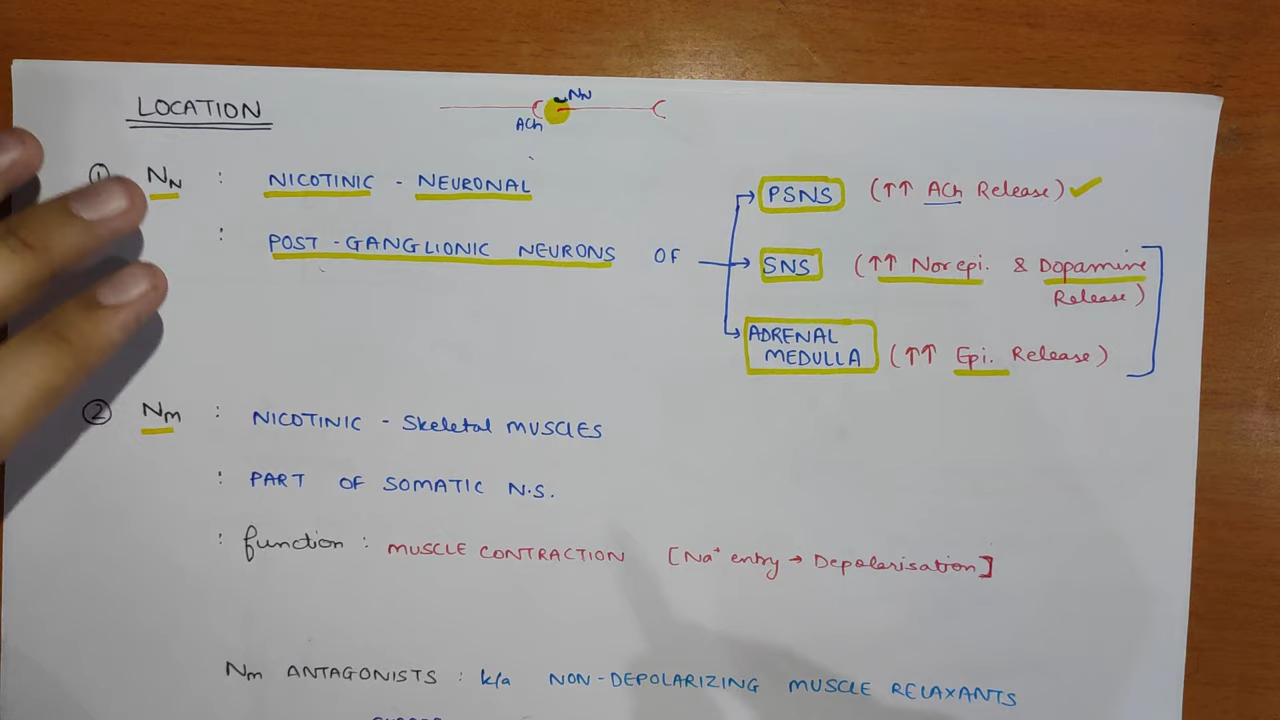 LOCATION
NN
ACh
① NN : NICOTINIC - NEURONAL
: POST-GANGLIONIC NEURONS OF
PSNS (↑↑ ACh Release) ✓
SNS (↑↑ Norepi. & Dopamine
Release)
ADRENAL
MEDULLA (↑↑ Epi. Release)
② Nm : NICOTINIC - Skeletal MUSCLES
: PART OF SOMATIC N.S.
: function : MUSCLE CONTRACTION [Na⁺ entry → Depolarisation]
Nm ANTAGONISTS : k/a NON-DEPOLARIZING MUSCLE RELAXANTS